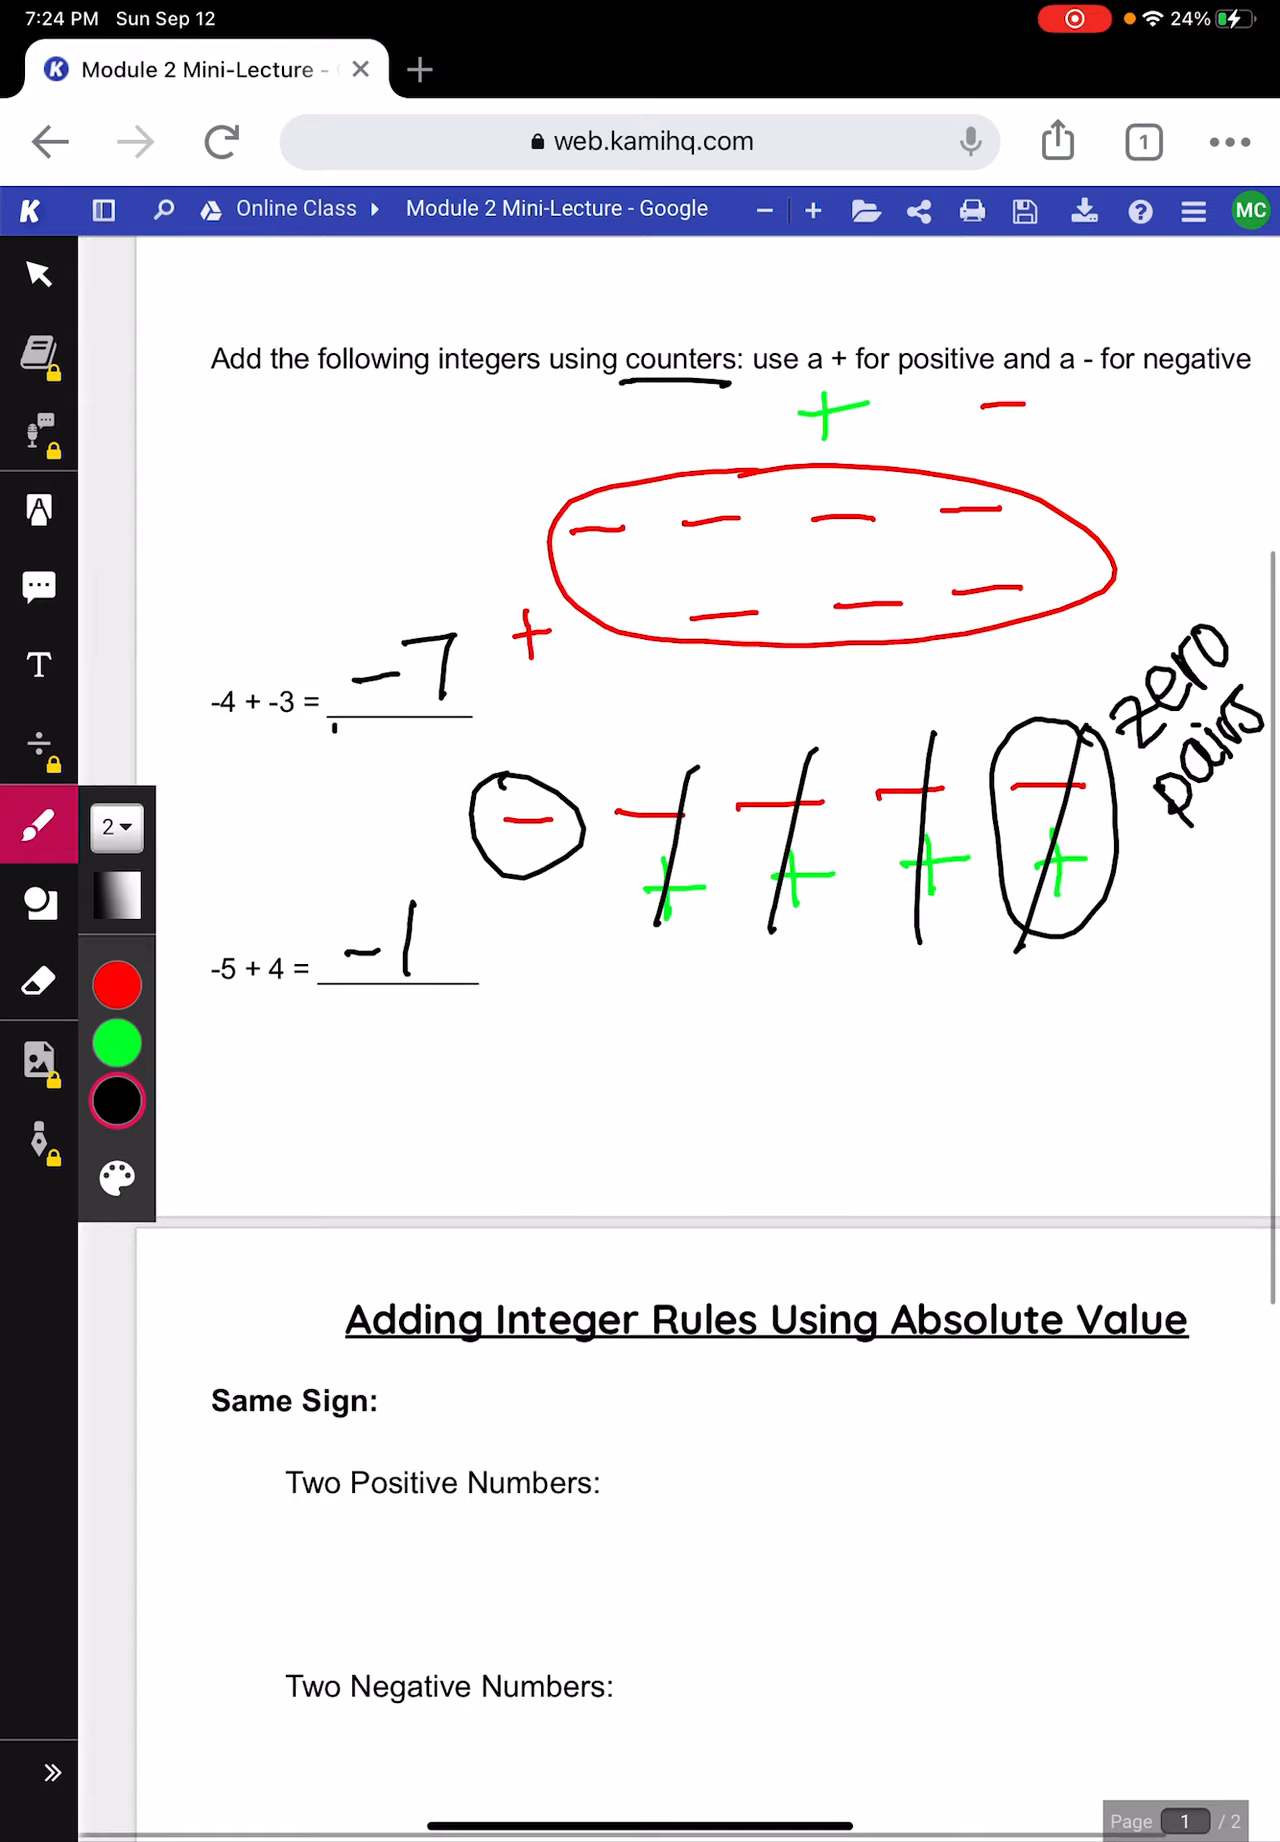 7:24 PM Sun Sep 12 24%
Module 2 Mini-Lecture -
web.kamihq.com 1
K Online Class Module 2 Mini-Lecture - Google MC
Add the following integers using counters: use a + for positive and a - for negative
+ -
- - - -
- - -
+
-4 + -3 = -7
zero
pairs
- - - - -
+ + + +
2
-5 + 4 = -1
T
Adding Integer Rules Using Absolute Value
Same Sign:
Two Positive Numbers:
Two Negative Numbers:
Page 1 / 2